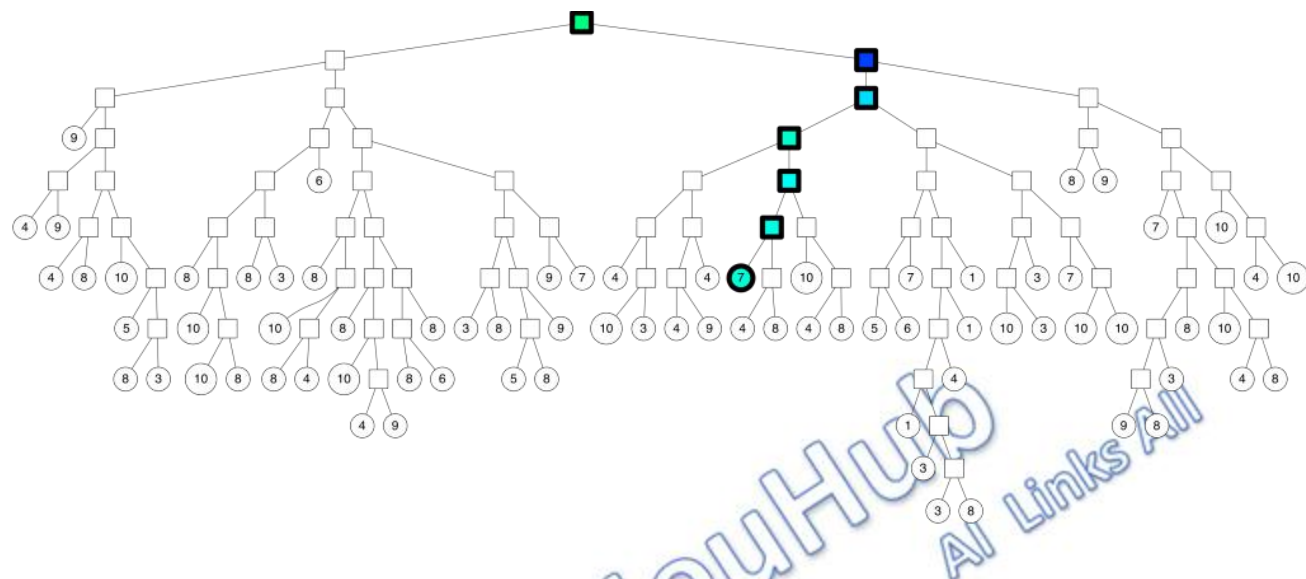 9
6 8 9
4 9 7 10
4 8 10 8 8 3 8 9 7 4 4 7 10 7 1 3 7 4 10
5 10 10 8 8 3 8 9 10 3 4 9 4 8 4 8 5 6 1 10 3 10 10 8 10
8 3 10 8 8 4 10 8 6 5 8 4 3 4 8
4 9 1 9 8
3
3 8
ouHub
AI Links All